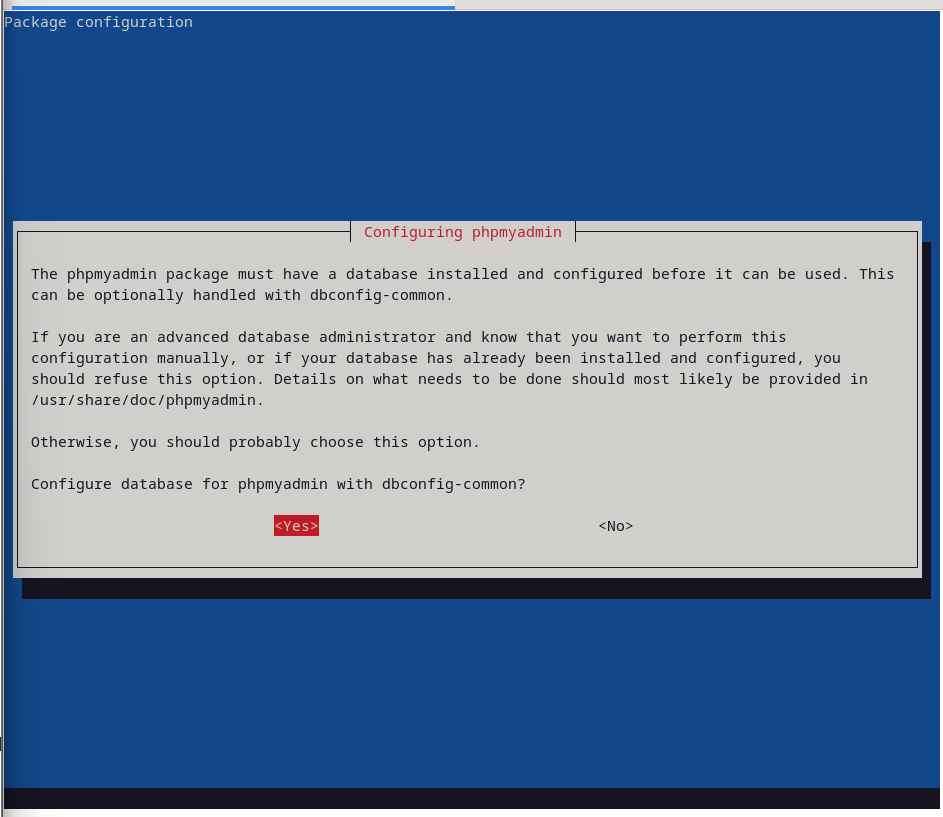 Package configuration
Configuring phpmyadmin
The phpmyadmin package must have a database installed and configured before it can be used. This
can be optionally handled with dbconfig-common.
If you are an advanced database administrator and know that you want to perform this
configuration manually, or if your database has already been installed and configured, you
should refuse this option. Details on what needs to be done should most likely be provided in
/usr/share/doc/phpmyadmin.
Otherwise, you should probably choose this option.
Configure database for phpmyadmin with dbconfig-common?
<Yes> <No>